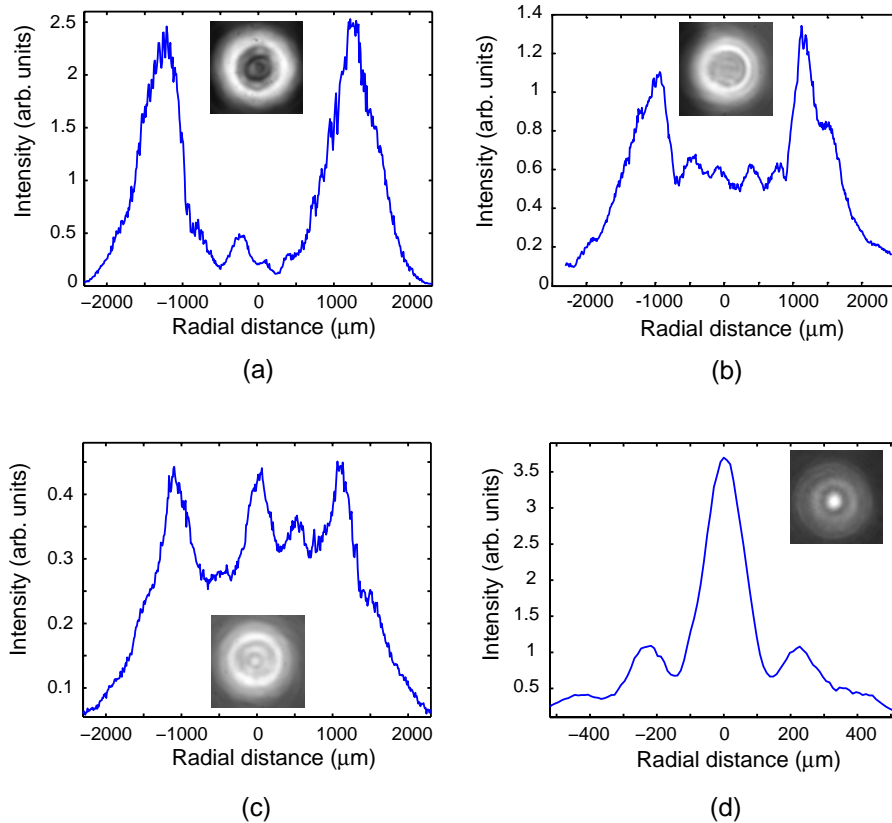 2.5
2
1.5
1
0.5
0
Intensity (arb. units)
−2000 −1000 0 1000 2000
Radial distance (μm)
(a)
1.4
1.2
1
0.8
0.6
0.4
0.2
0
Intensity (arb. units)
-2000 -1000 0 1000 2000
Radial distance (μm)
(b)
0.4
0.3
0.2
0.1
Intensity (arb. units)
−2000 −1000 0 1000 2000
Radial distance (μm)
(c)
3.5
3
2.5
2
1.5
1
0.5
Intensity (arb. units)
−400 −200 0 200 400
Radial distance (μm)
(d)